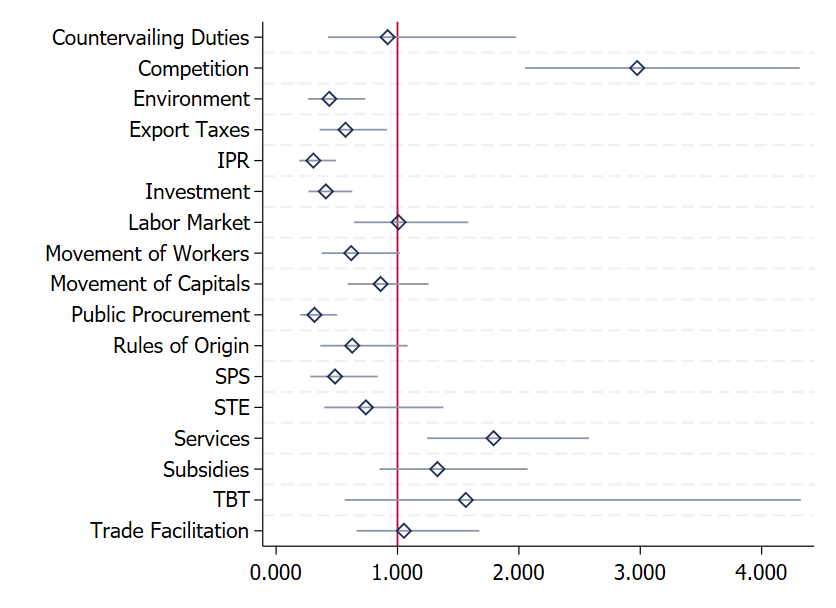 Countervailing Duties
Competition
Environment
Export Taxes
IPR
Investment
Labor Market
Movement of Workers
Movement of Capitals
Public Procurement
Rules of Origin
SPS
STE
Services
Subsidies
TBT
Trade Facilitation
0.000 1.000 2.000 3.000 4.000